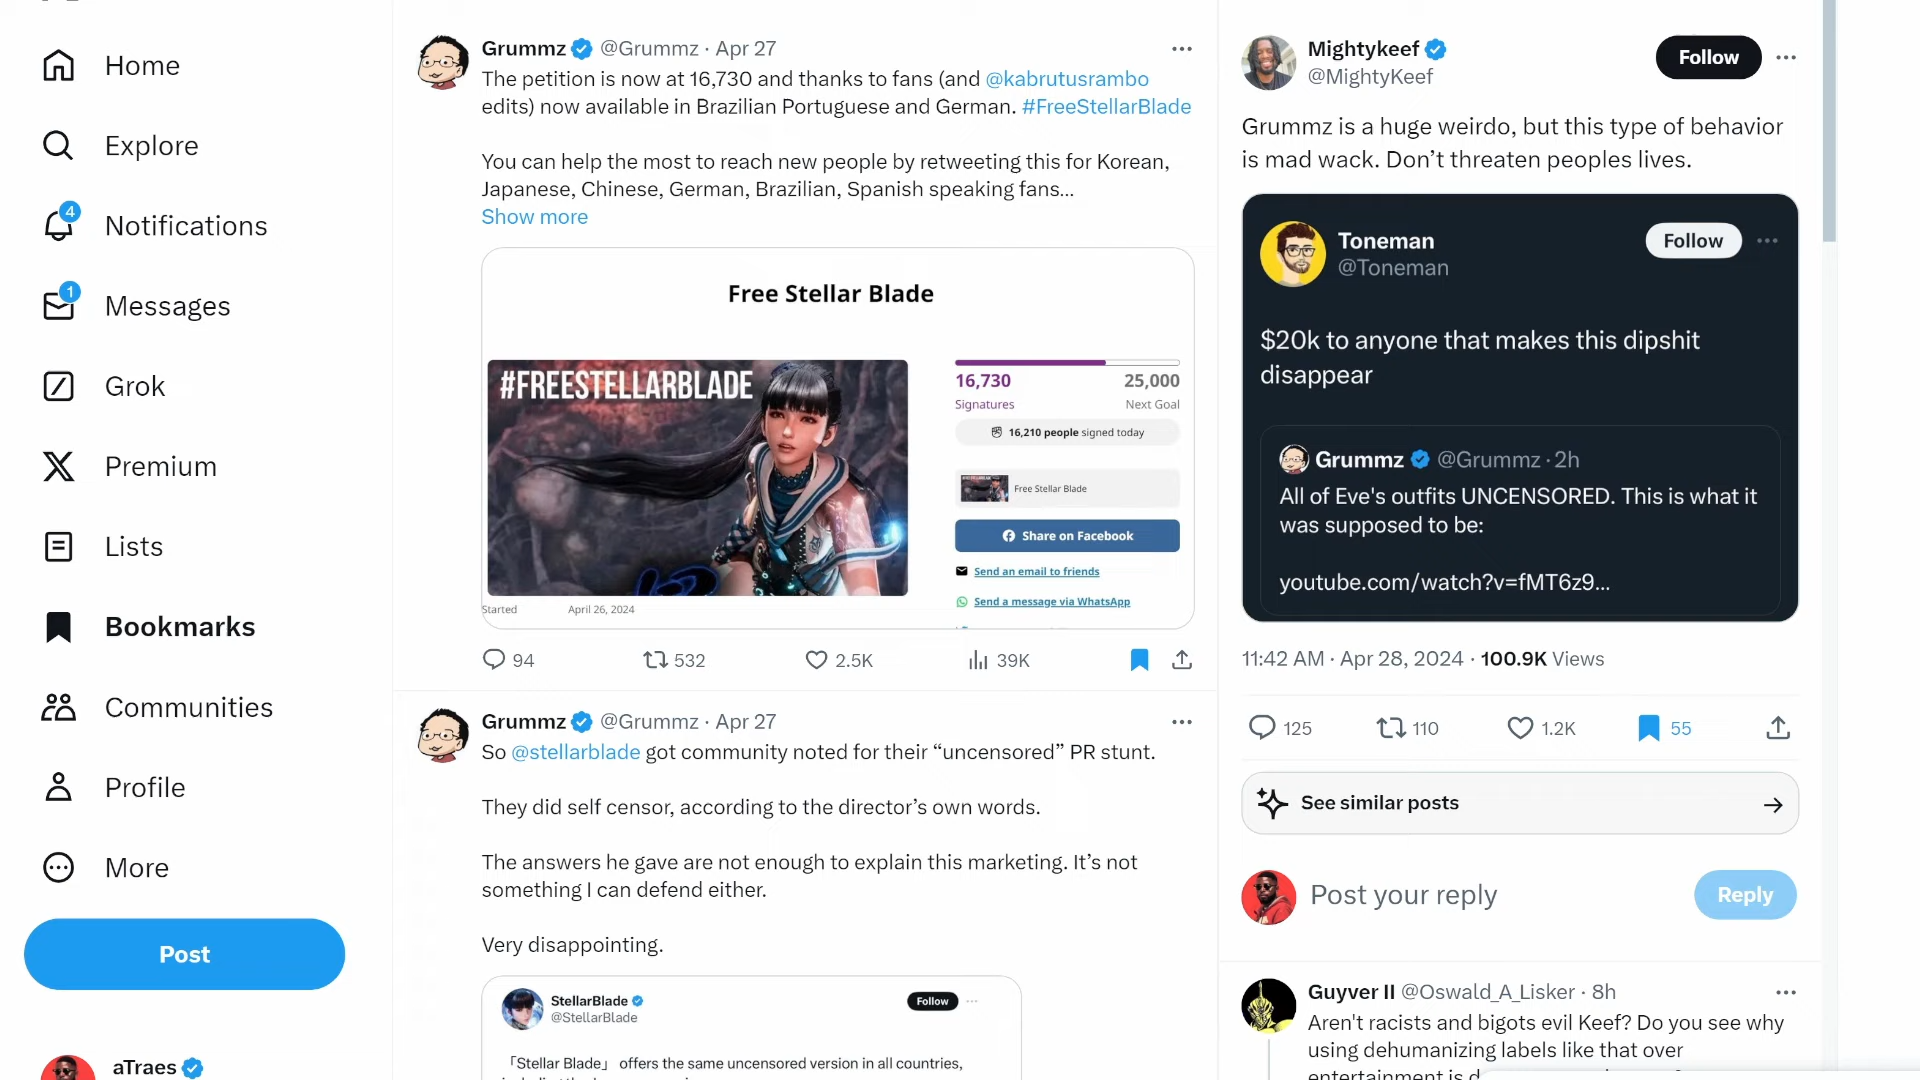 Home
Explore
4
Notifications
1
Messages
Grok
Premium
Lists
Bookmarks
Communities
Profile
More
Post
aTraes
Grummz @Grummz · Apr 27
The petition is now at 16,730 and thanks to fans (and @kabrutusrambo
edits) now available in Brazilian Portuguese and German. #FreeStellarBlade
You can help the most to reach new people by retweeting this for Korean,
Japanese, Chinese, German, Brazilian, Spanish speaking fans...
Show more
Free Stellar Blade
#FREESTELLARBLADE
16,730 25,000
Signatures Next Goal
16,210 people signed today
Free Stellar Blade
Share on Facebook
Send an email to friends
Send a message via WhatsApp
Started April 26, 2024
94 532 2.5K 39K
Grummz @Grummz · Apr 27
So @stellarblade got community noted for their “uncensored” PR stunt.
They did self censor, according to the director’s own words.
The answers he gave are not enough to explain this marketing. It’s not
something I can defend either.
Very disappointing.
StellarBlade
Follow
@StellarBlade
「Stellar Blade」 offers the same uncensored version in all countries,
Mightykeef
@MightyKeef
Follow
Grummz is a huge weirdo, but this type of behavior
is mad wack. Don’t threaten peoples lives.
Toneman
@Toneman
Follow
$20k to anyone that makes this dipshit
disappear
Grummz @Grummz · 2h
All of Eve's outfits UNCENSORED. This is what it
was supposed to be:
youtube.com/watch?v=fMT6z9...
11:42 AM · Apr 28, 2024 · 100.9K Views
125 110 1.2K 55
See similar posts
Post your reply
Reply
Guyver II @Oswald_A_Lisker · 8h
Aren't racists and bigots evil Keef? Do you see why
using dehumanizing labels like that over
entertainment is